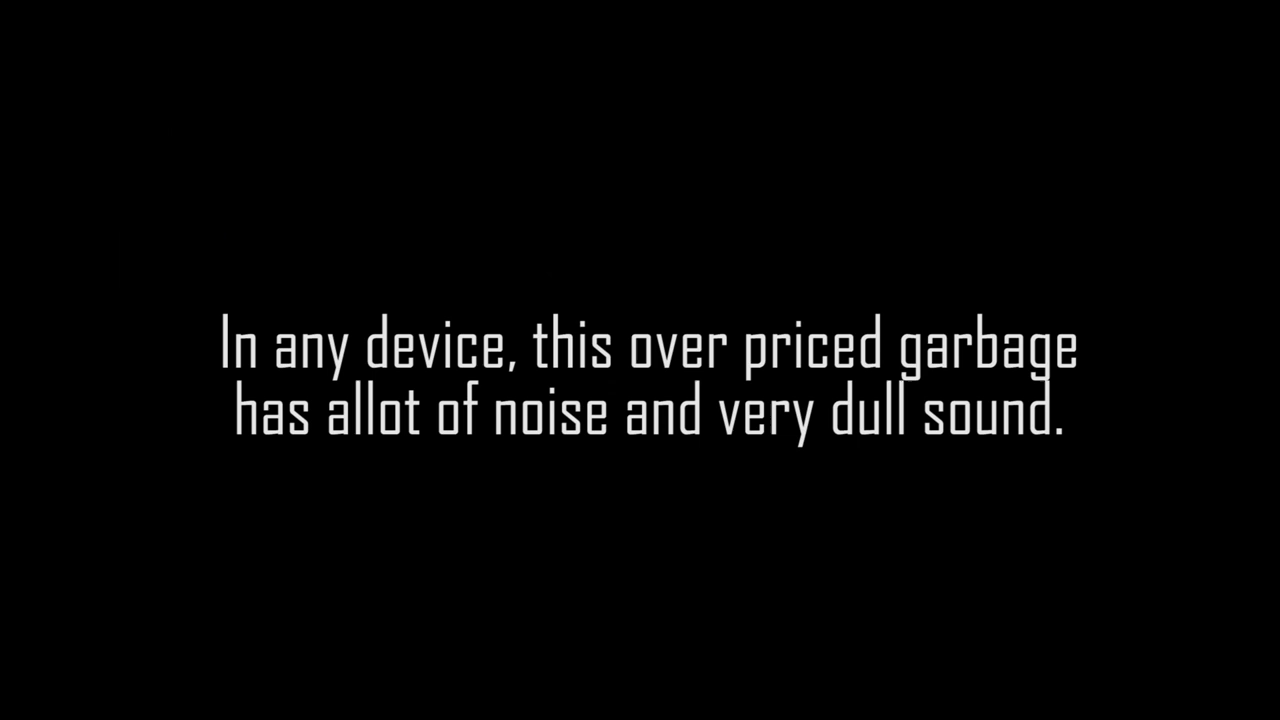 In any device, this over priced garbage
has allot of noise and very dull sound.